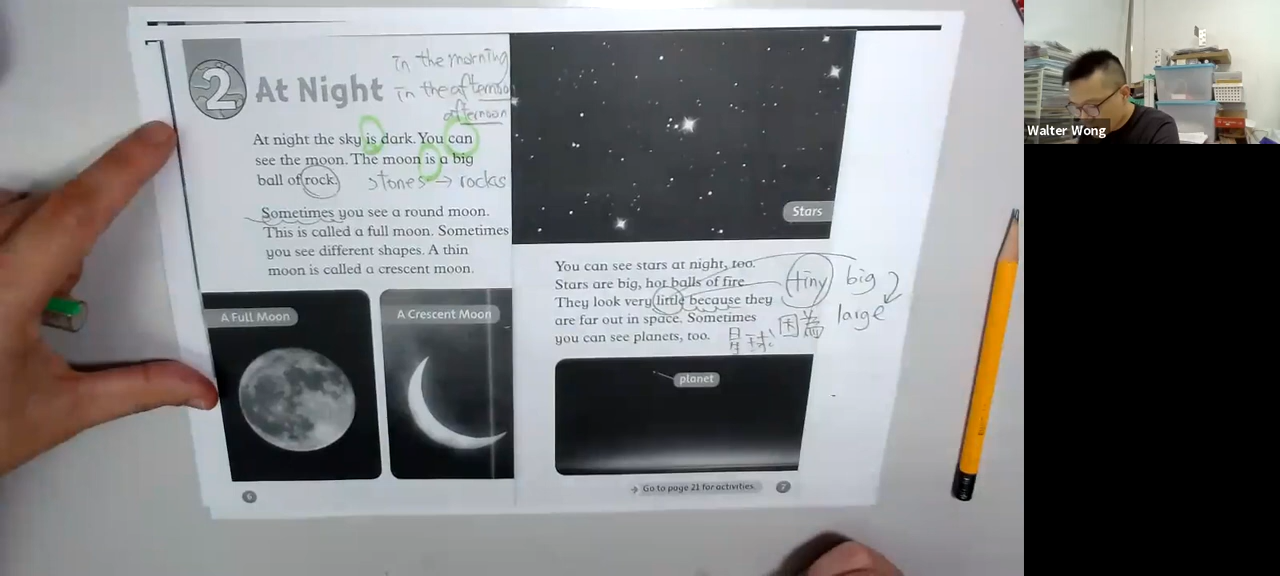 2
At Night
in the morning
in the afternoon
afternoon
At night the sky is dark. You can
see the moon. The moon is a big
ball of rock.
stones → rocks
Sometimes you see a round moon.
This is called a full moon. Sometimes
you see different shapes. A thin
moon is called a crescent moon.
A Full Moon
A Crescent Moon
6
Stars
You can see stars at night, too.
Stars are big, hot balls of fire.
They look very little because they
are far out in space. Sometimes
you can see planets, too.
tiny big
large
因為
星球
planet
→ Go to page 21 for activities.
7
Walter Wong